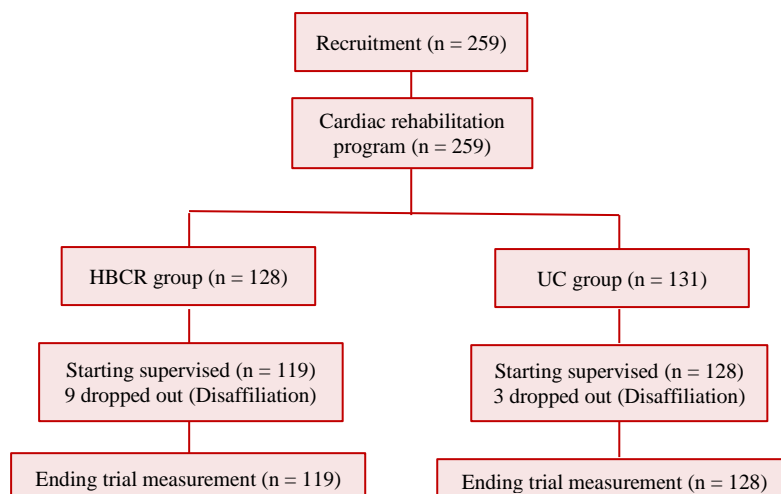 Recruitment (n = 259)
Cardiac rehabilitation
program (n = 259)
HBCR group (n = 128)
UC group (n = 131)
Starting supervised (n = 119)
9 dropped out (Disaffiliation)
Starting supervised (n = 128)
3 dropped out (Disaffiliation)
Ending trial measurement (n = 119)
Ending trial measurement (n = 128)